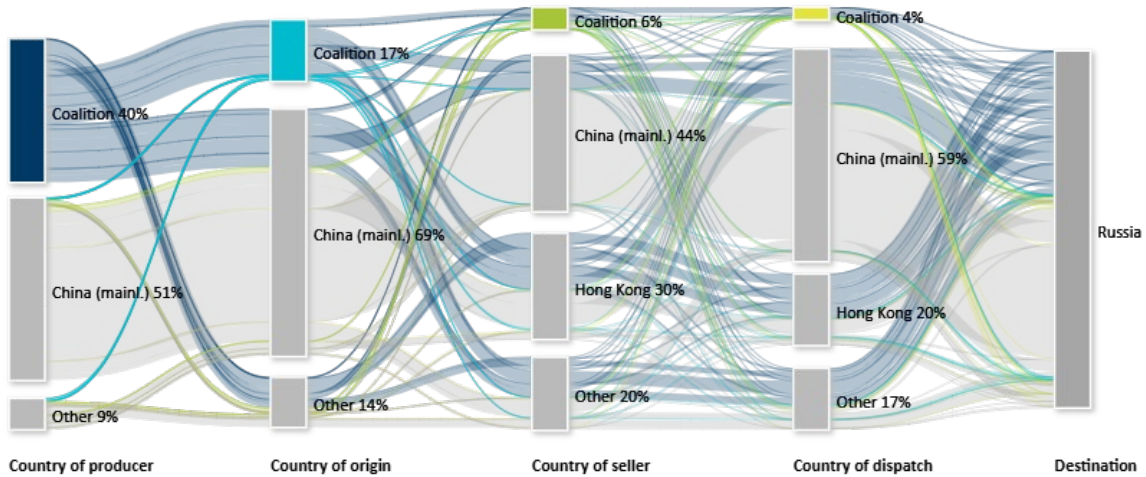 Coalition 40%
China (mainl.) 51%
Other 9%
Coalition 17%
China (mainl.) 69%
Other 14%
Coalition 6%
China (mainl.) 44%
Hong Kong 30%
Other 20%
Coalition 4%
China (mainl.) 59%
Hong Kong 20%
Other 17%
Russia
Country of producer
Country of origin
Country of seller
Country of dispatch
Destination